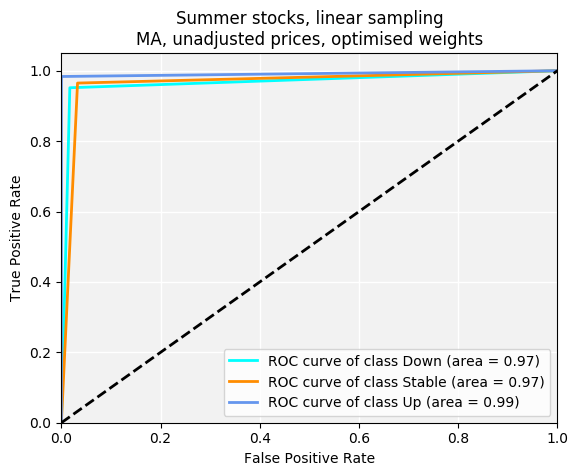 Summer stocks, linear sampling
MA, unadjusted prices, optimised weights
True Positive Rate
1.0
0.8
0.6
0.4
0.2
0.0
ROC curve of class Down (area = 0.97)
ROC curve of class Stable (area = 0.97)
ROC curve of class Up (area = 0.99)
0.0 0.2 0.4 0.6 0.8 1.0
False Positive Rate